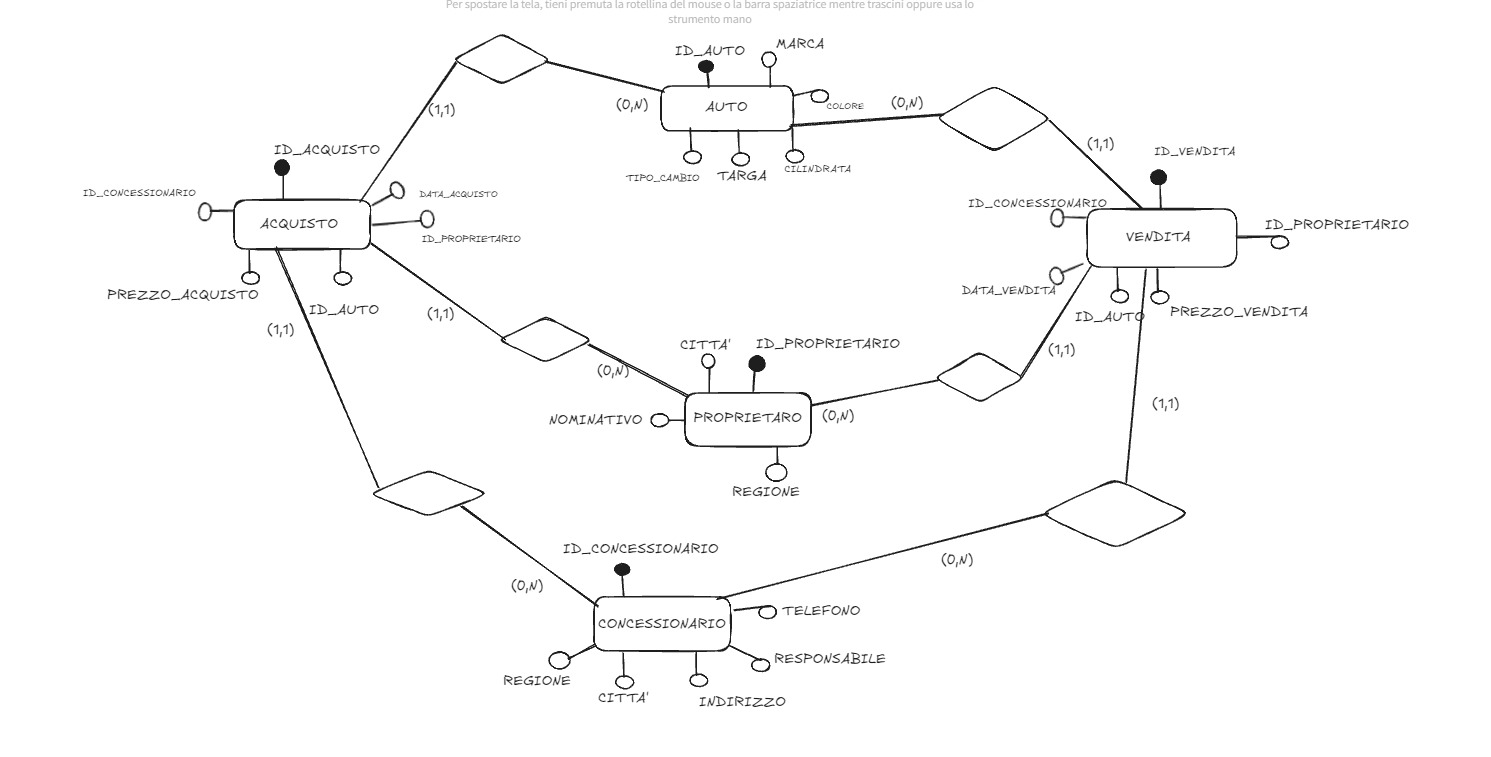 Per spostare la tela, tieni premuta la rotellina del mouse o la barra spaziatrice mentre trascini oppure usa lo
strumento mano
ID_AUTO
MARCA
(1,1)
(0,N)
AUTO
COLORE
(0,N)
(1,1)
TIPO_CAMBIO
TARGA
CILINDRATA
ID_ACQUISTO
ID_CONCESSIONARIO
DATA_ACQUISTO
ACQUISTO
ID_PROPRIETARIO
PREZZO_ACQUISTO
ID_AUTO
ID_VENDITA
ID_CONCESSIONARIO
VENDITA
ID_PROPRIETARIO
DATA_VENDITA
ID_AUTO
PREZZO_VENDITA
(1,1)
(1,1)
(0,N)
CITTA'
ID_PROPRIETARIO
NOMINATIVO
PROPRIETARO
(0,N)
(1,1)
(1,1)
REGIONE
ID_CONCESSIONARIO
(0,N)
(0,N)
CONCESSIONARIO
TELEFONO
RESPONSABILE
REGIONE
CITTA'
INDIRIZZO